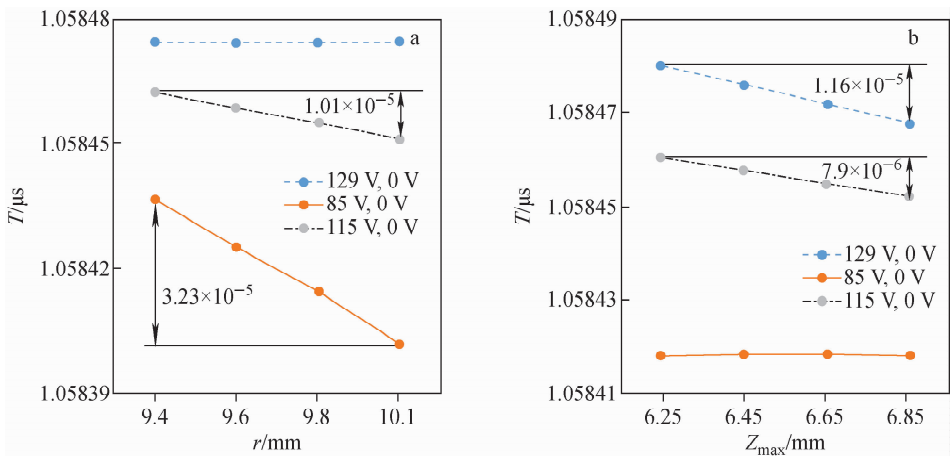 a
T/μs
1.05848
1.05845
1.05842
1.05839
1.01×10⁻⁵
129 V, 0 V
85 V, 0 V
115 V, 0 V
3.23×10⁻⁵
9.4 9.6 9.8 10.1
r/mm
b
T/μs
1.05849
1.05847
1.05845
1.05843
1.05841
1.16×10⁻⁵
7.9×10⁻⁶
129 V, 0 V
85 V, 0 V
115 V, 0 V
6.25 6.45 6.65 6.85
Zmax/mm